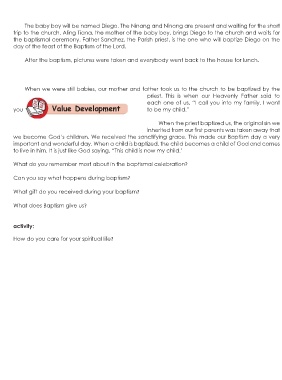 The baby boy will be named Diego. The Ninang and Ninong are present and waiting for the short
trip to the church. Aling Fiona, the mother of the baby boy, brings Diego to the church and waits for
the baptismal ceremony. Father Sanchez, the Parish priest, is the one who will baptize Diego on
the day of the feast of the Baptism of the Lord.
After the baptism, pictures were taken and everybody went back to the house for lunch.
When we were still babies, our mother and father took us to the church to be baptized by the
priest. This is when our Heavenly Father said to
each one of us, "I call you into my family. I want
you
Value Development
to be my child."
When the priest baptized us, the original sin we
inherited from our first parents was taken away that
we become God's children. We received the sanctifying grace. This made our Baptism day a very
important and wonderful day. When a child is baptized, the child becomes a child of God and comes
to live in him. It is just like God saying, "This child is now my child."
What do you remember most about in the baptismal celebration?
Can you say what happens during baptism?
What gift do you received during your baptism?
What does Baptism give us?
activity:
How do you care for your spiritual life?